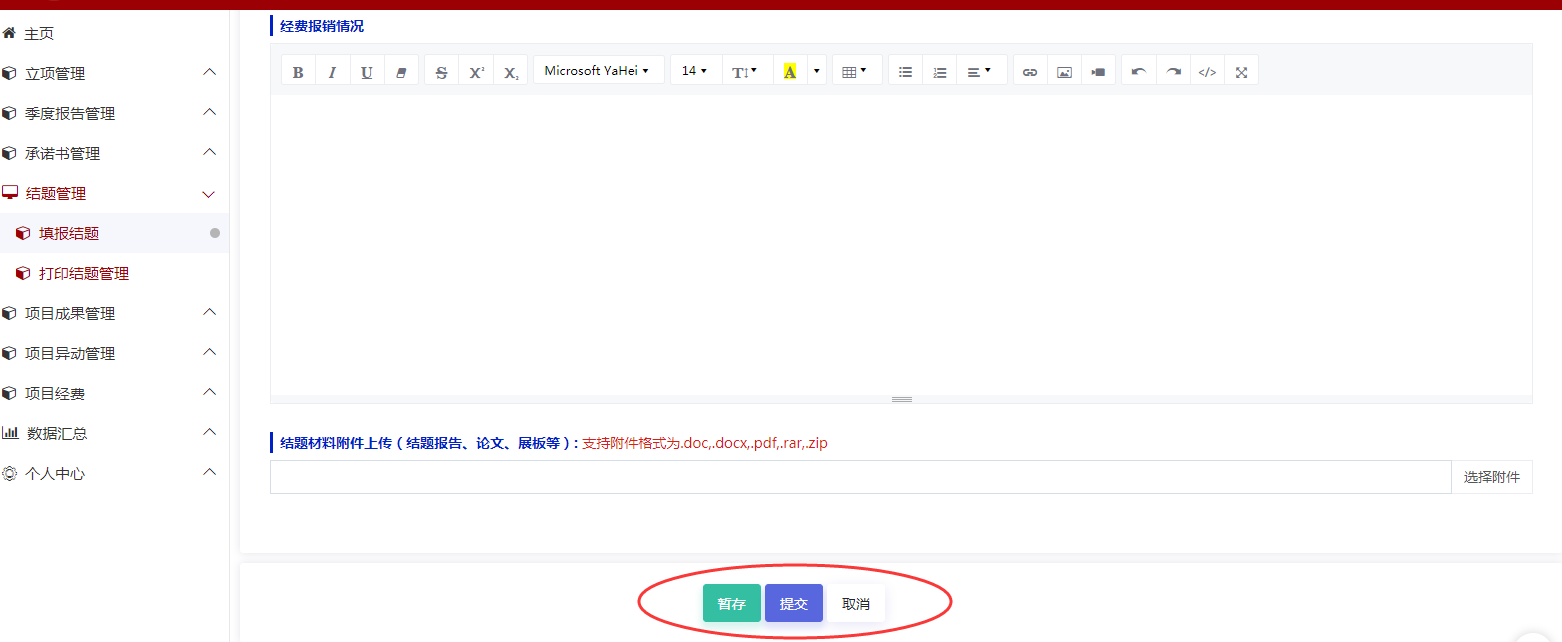 主页
立项管理
季度报告管理
承诺书管理
结题管理
填报结题
打印结题管理
项目成果管理
项目异动管理
项目经费
数据汇总
个人中心
经费报销情况
B I U S X² X₂ Microsoft YaHei 14 T A </>
结题材料附件上传（结题报告、论文、展板等）: 支持附件格式为.doc,.docx,.pdf,.rar,.zip
选择附件
暂存 提交 取消